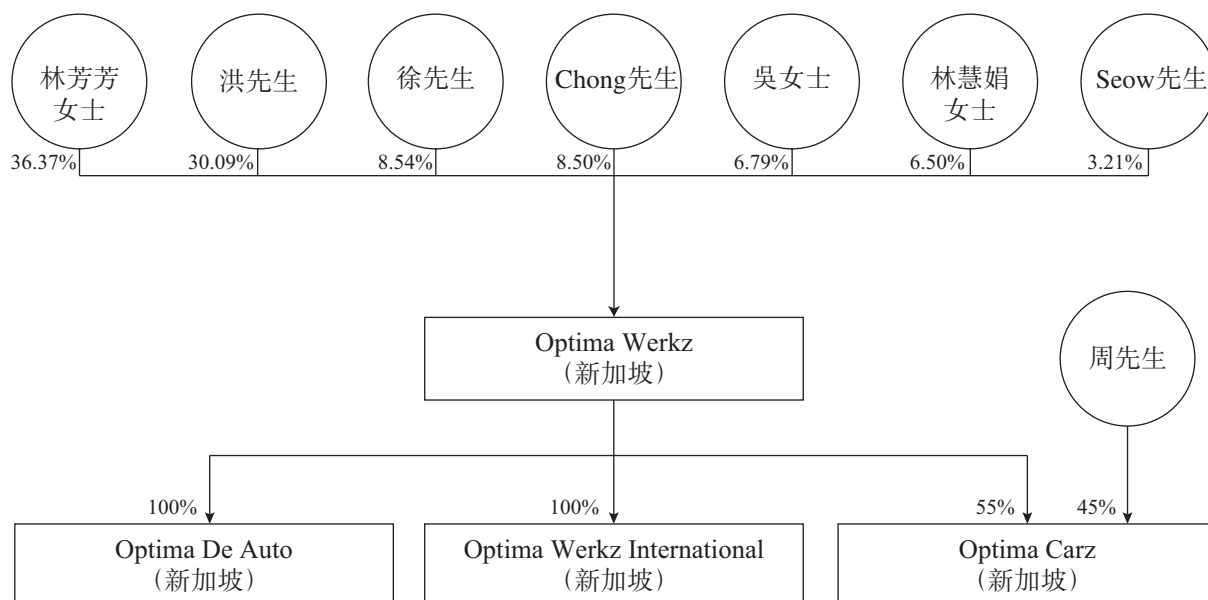 林芳芳
女士
洪先生
徐先生
Chong先生
吳女士
林慧娟
女士
Seow先生
36.37%
30.09%
8.54%
8.50%
6.79%
6.50%
3.21%
Optima Werkz
（新加坡）
周先生
100%
100%
55%
45%
Optima De Auto
（新加坡）
Optima Werkz International
（新加坡）
Optima Carz
（新加坡）